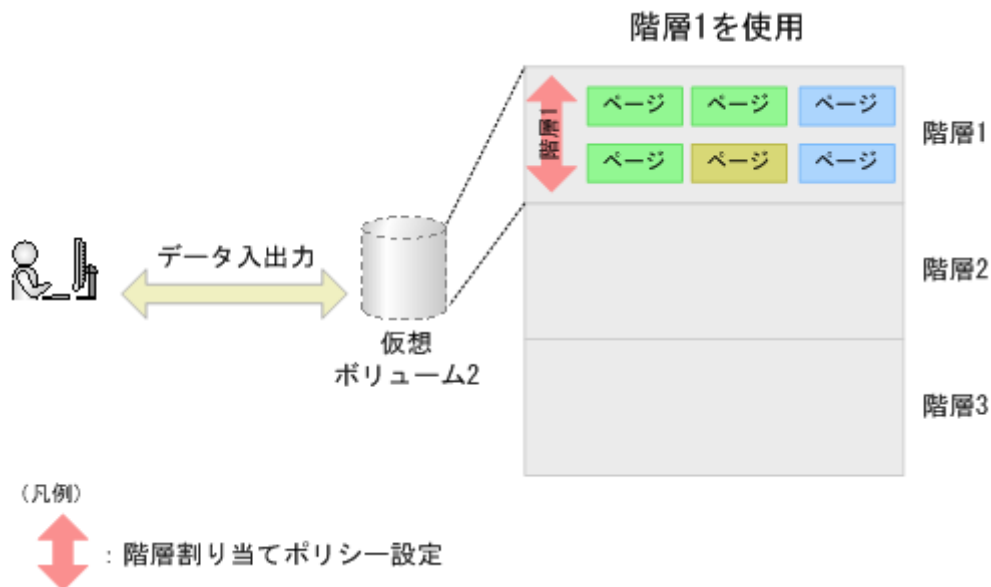 階層1を使用
階層1
ページ ページ ページ
ページ ページ ページ
階層1
データ入出力
仮想
ボリューム2
階層2
階層3
(凡例)
：階層割り当てポリシー設定